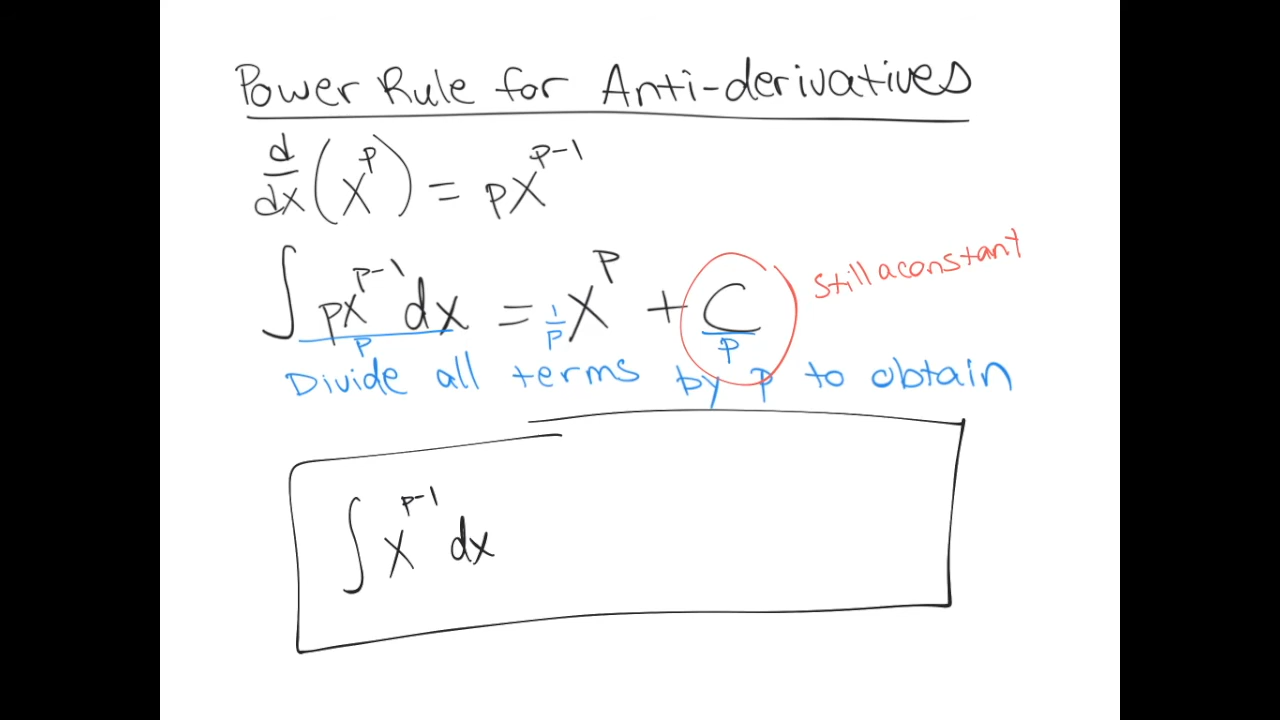 Power Rule for Anti-derivatives
d/dx (x^p) = px^{p-1}
∫ px^{p-1} dx / p = 1/p x^p + C/p still a constant
Divide all terms by p to obtain
∫ x^{p-1} dx